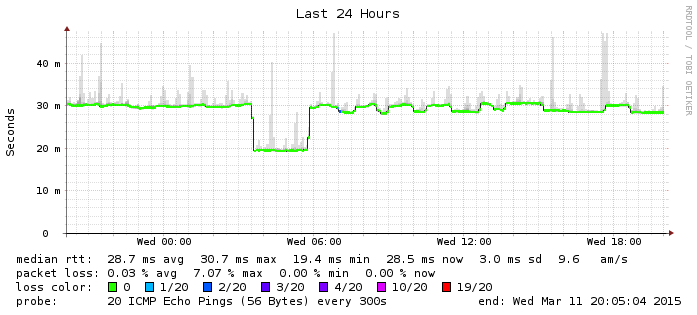 Last 24 Hours
RRDTOOL / TOBI OETIKER
Seconds
40 m
30 m
20 m
10 m
0
Wed 00:00 Wed 06:00 Wed 12:00 Wed 18:00
median rtt: 28.7 ms avg 30.7 ms max 19.4 ms min 28.5 ms now 3.0 ms sd 9.6 am/s
packet loss: 0.03 % avg 7.07 % max 0.00 % min 0.00 % now
loss color: 0 1/20 2/20 3/20 4/20 10/20 19/20
probe: 20 ICMP Echo Pings (56 Bytes) every 300s end: Wed Mar 11 20:05:04 2015